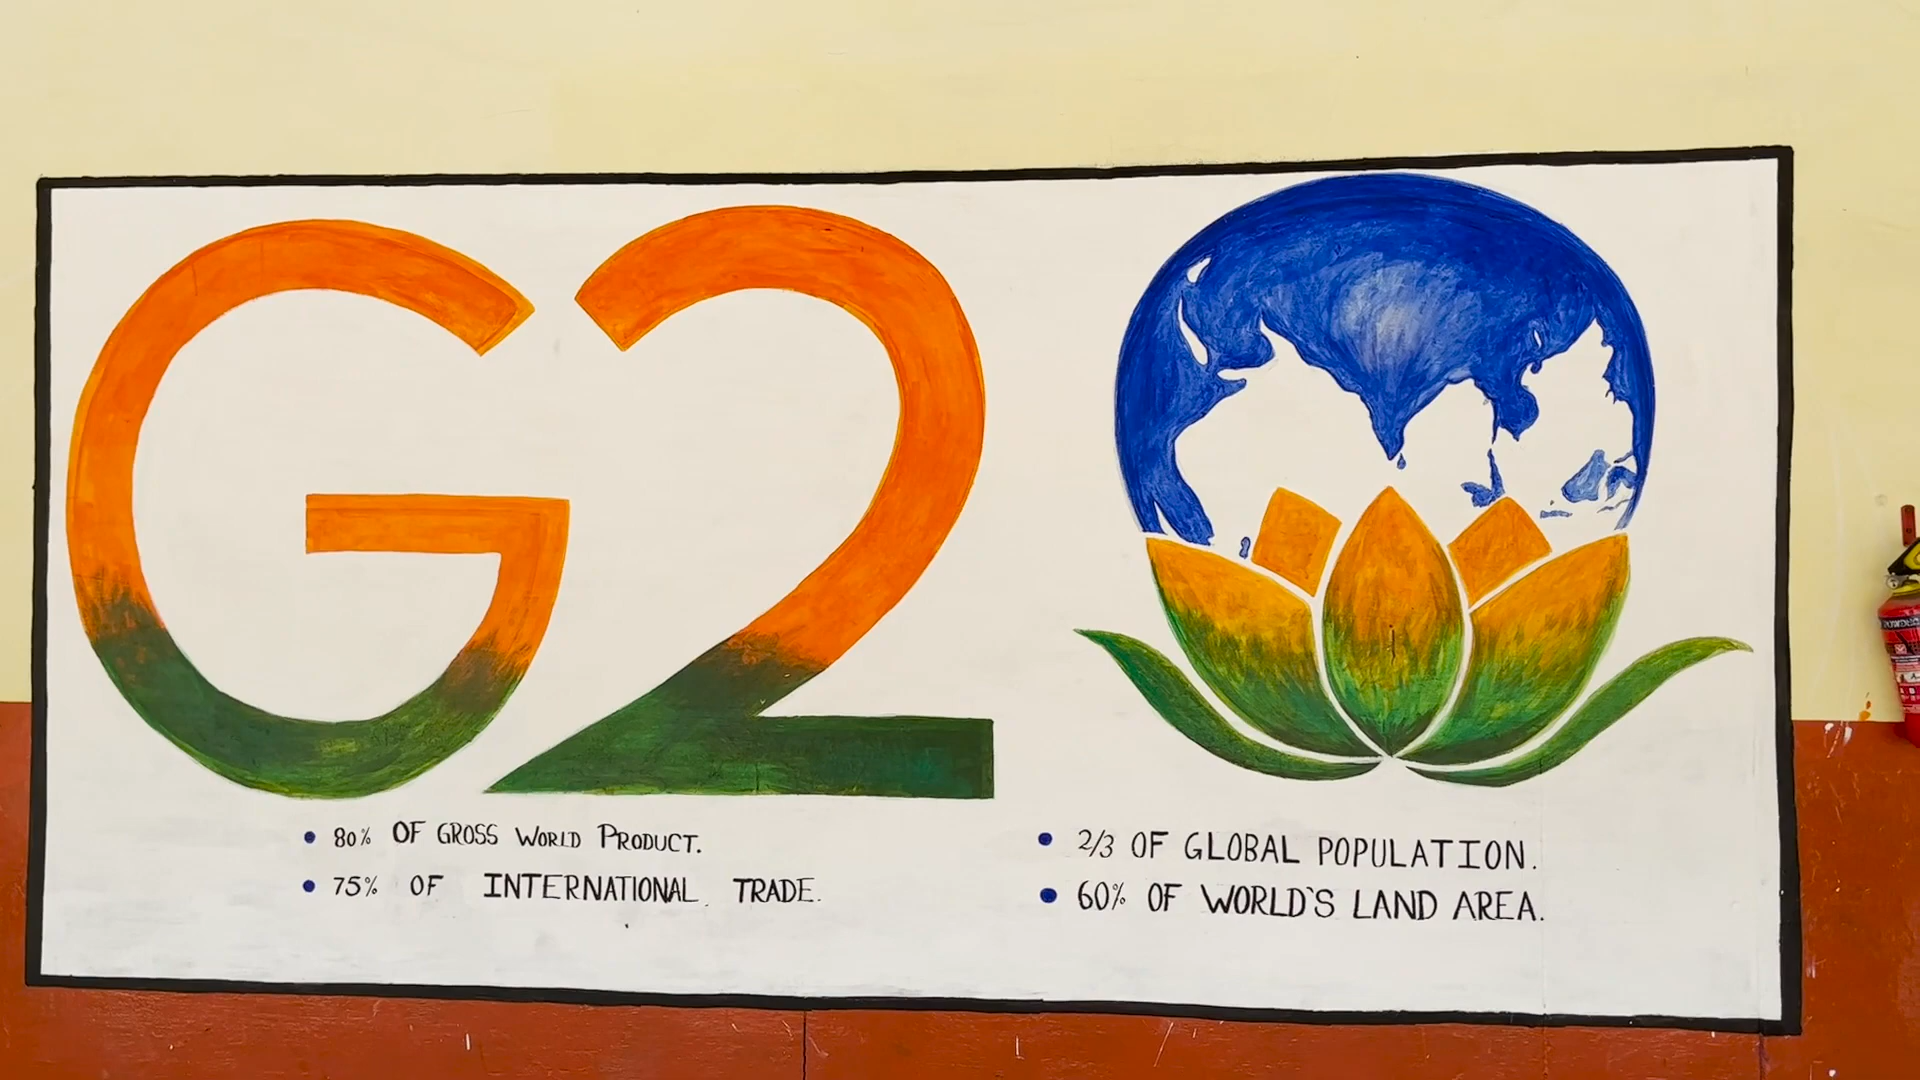 G2
80% OF GROSS WORLD PRODUCT.
75% OF INTERNATIONAL TRADE.
2/3 OF GLOBAL POPULATION.
60% OF WORLD'S LAND AREA.